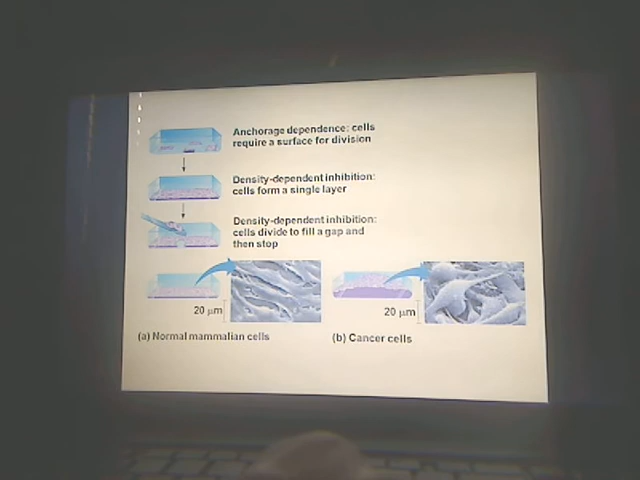 Anchorage dependence: cells
require a surface for division
Density-dependent inhibition:
cells form a single layer
Density-dependent inhibition:
cells divide to fill a gap and
then stop
20 µm
20 µm
(a) Normal mammalian cells
(b) Cancer cells